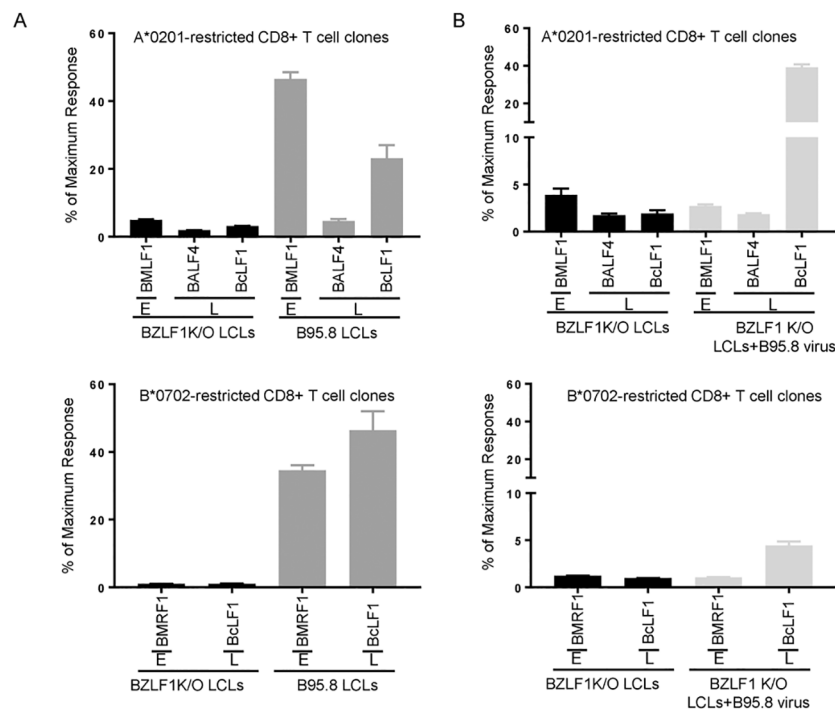 A
A*0201-restricted CD8+ T cell clones
% of Maximum Response
60
40
20
0
BMLF1
BALF4
BcLF1
BMLF1
BALF4
BcLF1
E
L
E
L
BZLF1K/O LCLs
B95.8 LCLs
B*0702-restricted CD8+ T cell clones
% of Maximum Response
60
40
20
0
BMRF1
BcLF1
BMRF1
BcLF1
E
L
E
L
BZLF1K/O LCLs
B95.8 LCLs
B
A*0201-restricted CD8+ T cell clones
% of Maximum Response
60
40
20
10
5
0
BMLF1
BALF4
BcLF1
BMLF1
BALF4
BcLF1
E
L
E
L
BZLF1K/O LCLs
BZLF1 K/O
LCLs+B95.8 virus
B*0702-restricted CD8+ T cell clones
% of Maximum Response
60
40
20
10
5
0
BMRF1
BcLF1
BMRF1
BcLF1
E
L
E
L
BZLF1K/O LCLs
BZLF1 K/O
LCLs+B95.8 virus